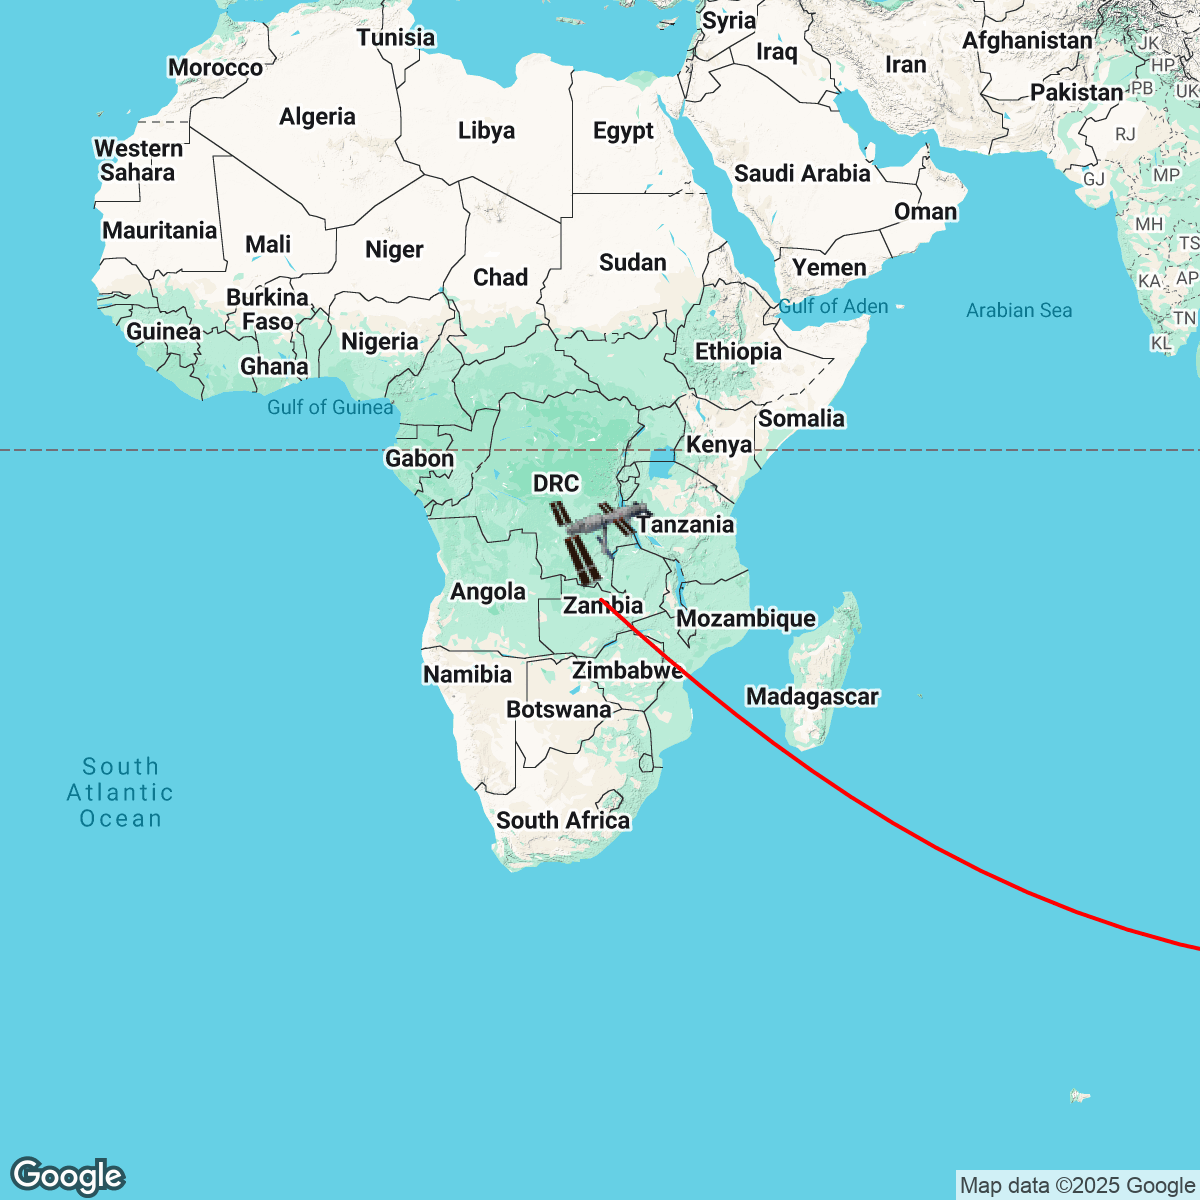 Syria
Afghanistan
JK
Tunisia
Iraq
Iran
HP
Morocco
Pakistan
PB
UK
Algeria
Libya
Egypt
RJ
Western
Sahara
Saudi Arabia
GJ
MP
Mauritania
Mali
Niger
Oman
MH
Chad
Sudan
Yemen
TS
KA
AP
Burkina
Faso
Gulf of Aden
Arabian Sea
TN
Guinea
Nigeria
Ethiopia
KL
Ghana
Gulf of Guinea
Somalia
Gabon
Kenya
DRC
Tanzania
Angola
Zambia
Mozambique
Namibia
Zimbabwe
Madagascar
Botswana
South
Atlantic
Ocean
South Africa
Google
Map data ©2025 Google